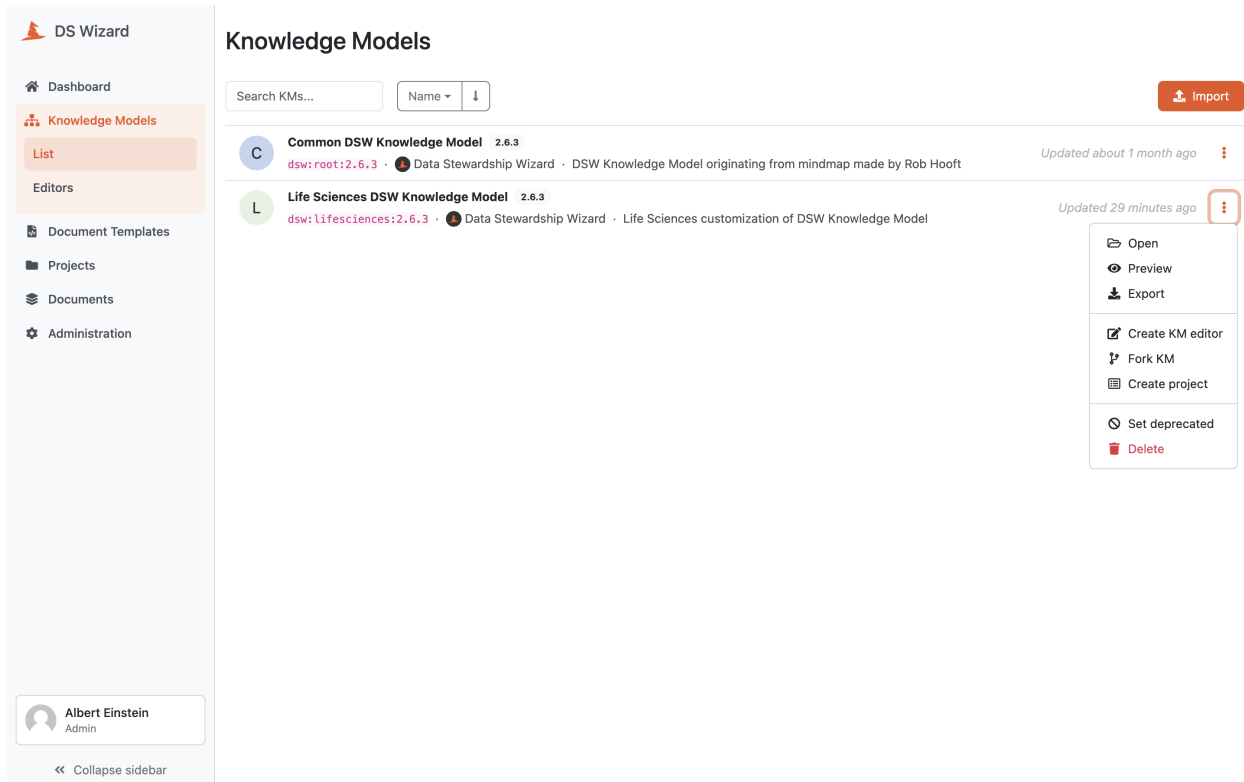 DS Wizard
Dashboard
Knowledge Models
List
Editors
Document Templates
Projects
Documents
Administration
Albert Einstein
Admin
Collapse sidebar
Knowledge Models
Search KMs...
Name
Import
Common DSW Knowledge Model 2.6.3
dsw:root:2.6.3 · Data Stewardship Wizard · DSW Knowledge Model originating from mindmap made by Rob Hooft
Updated about 1 month ago
Life Sciences DSW Knowledge Model 2.6.3
dsw:lifesciences:2.6.3 · Data Stewardship Wizard · Life Sciences customization of DSW Knowledge Model
Updated 29 minutes ago
Open
Preview
Export
Create KM editor
Fork KM
Create project
Set deprecated
Delete
C
L